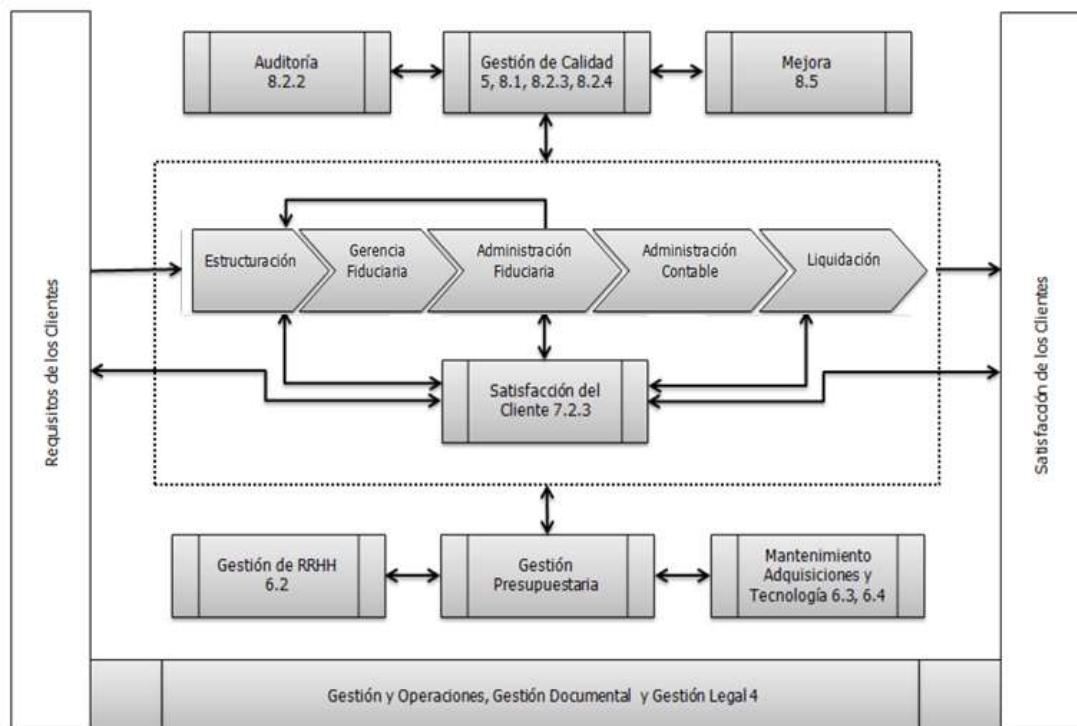 Auditoría
8.2.2
Gestión de Calidad
5, 8.1, 8.2.3, 8.2.4
Mejora
8.5
Requisitos de los Clientes
Estructuración
Gerencia
Fiduciaria
Administración
Fiduciaria
Administración
Contable
Liquidación
Satisfacción del
Cliente 7.2.3
Satisfacción de los Clientes
Gestión de RRHH
6.2
Gestión
Presupuestaria
Mantenimiento
Adquisiciones y
Tecnología 6.3, 6.4
Gestión y Operaciones, Gestión Documental y Gestión Legal 4